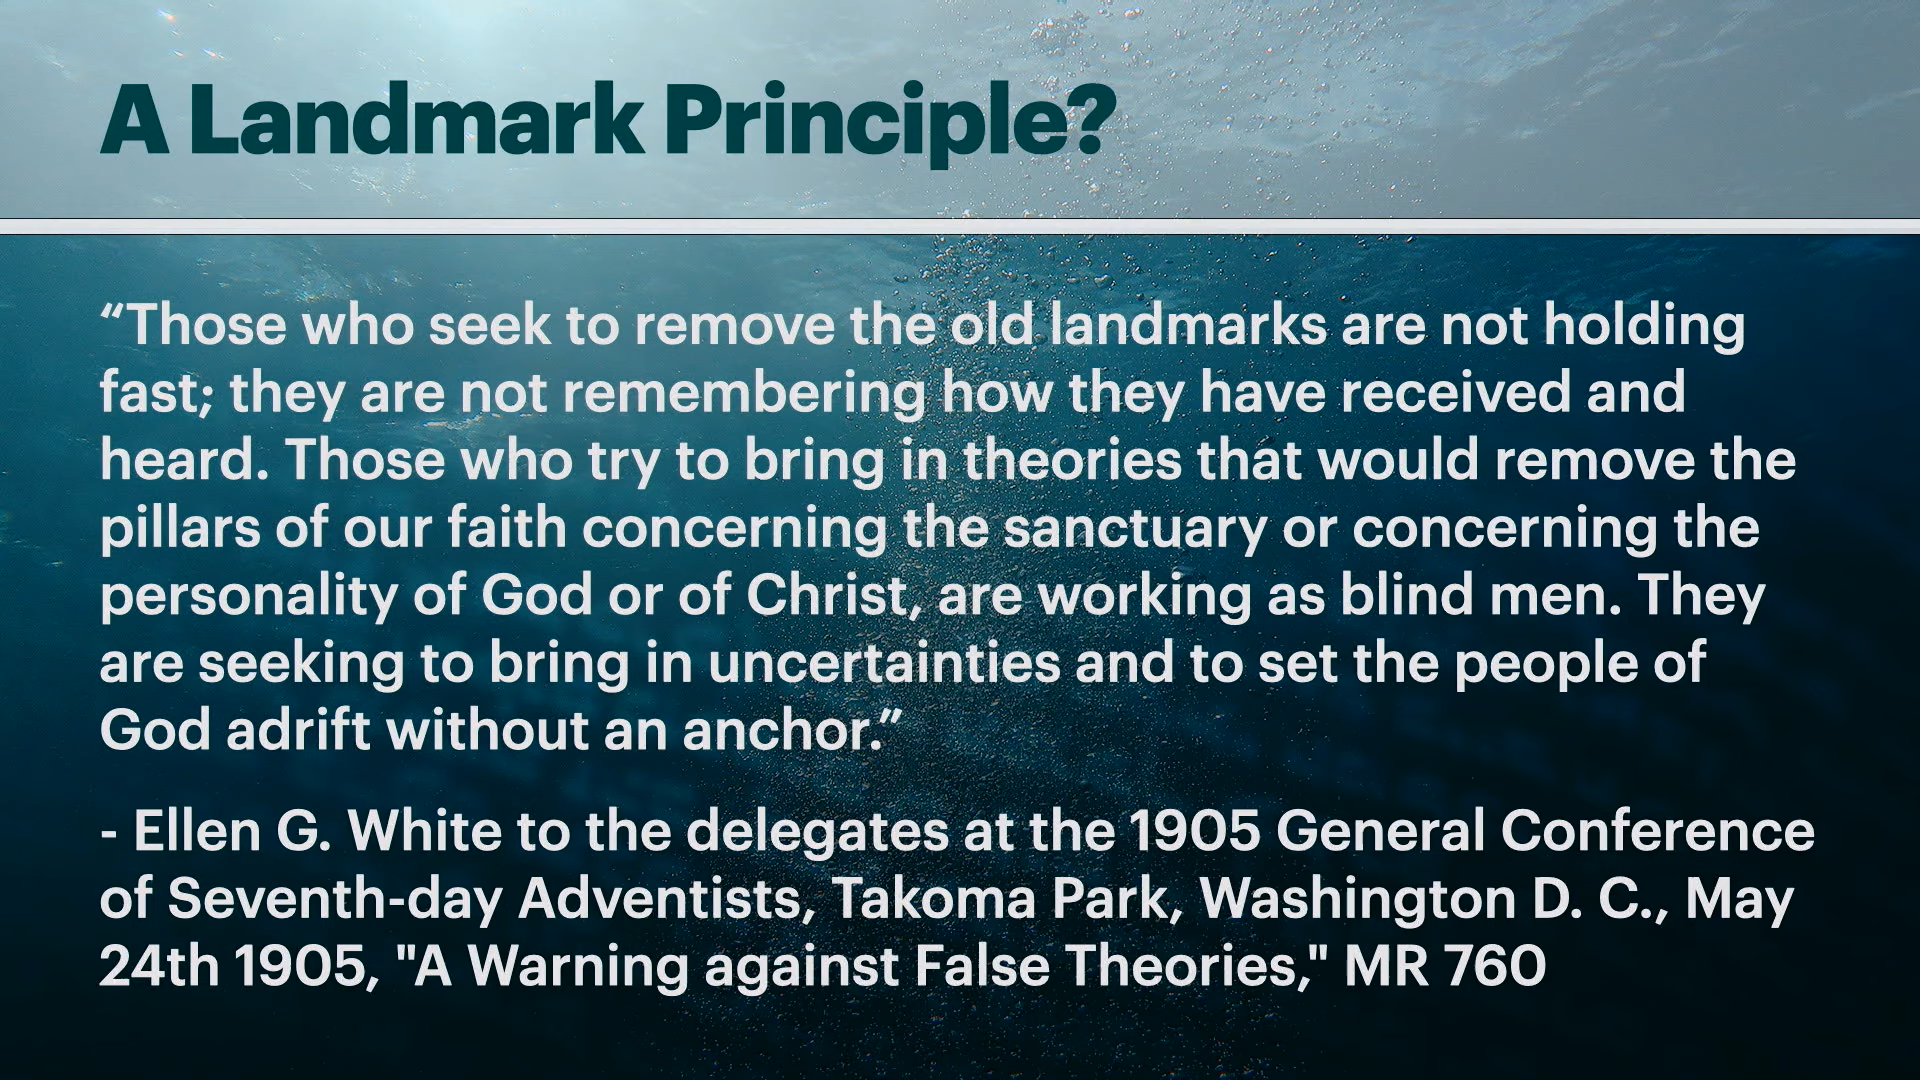 A Landmark Principle?
“Those who seek to remove the old landmarks are not holding
fast; they are not remembering how they have received and
heard. Those who try to bring in theories that would remove the
pillars of our faith concerning the sanctuary or concerning the
personality of God or of Christ, are working as blind men. They
are seeking to bring in uncertainties and to set the people of
God adrift without an anchor.”
- Ellen G. White to the delegates at the 1905 General Conference
of Seventh-day Adventists, Takoma Park, Washington D. C., May
24th 1905, "A Warning against False Theories," MR 760